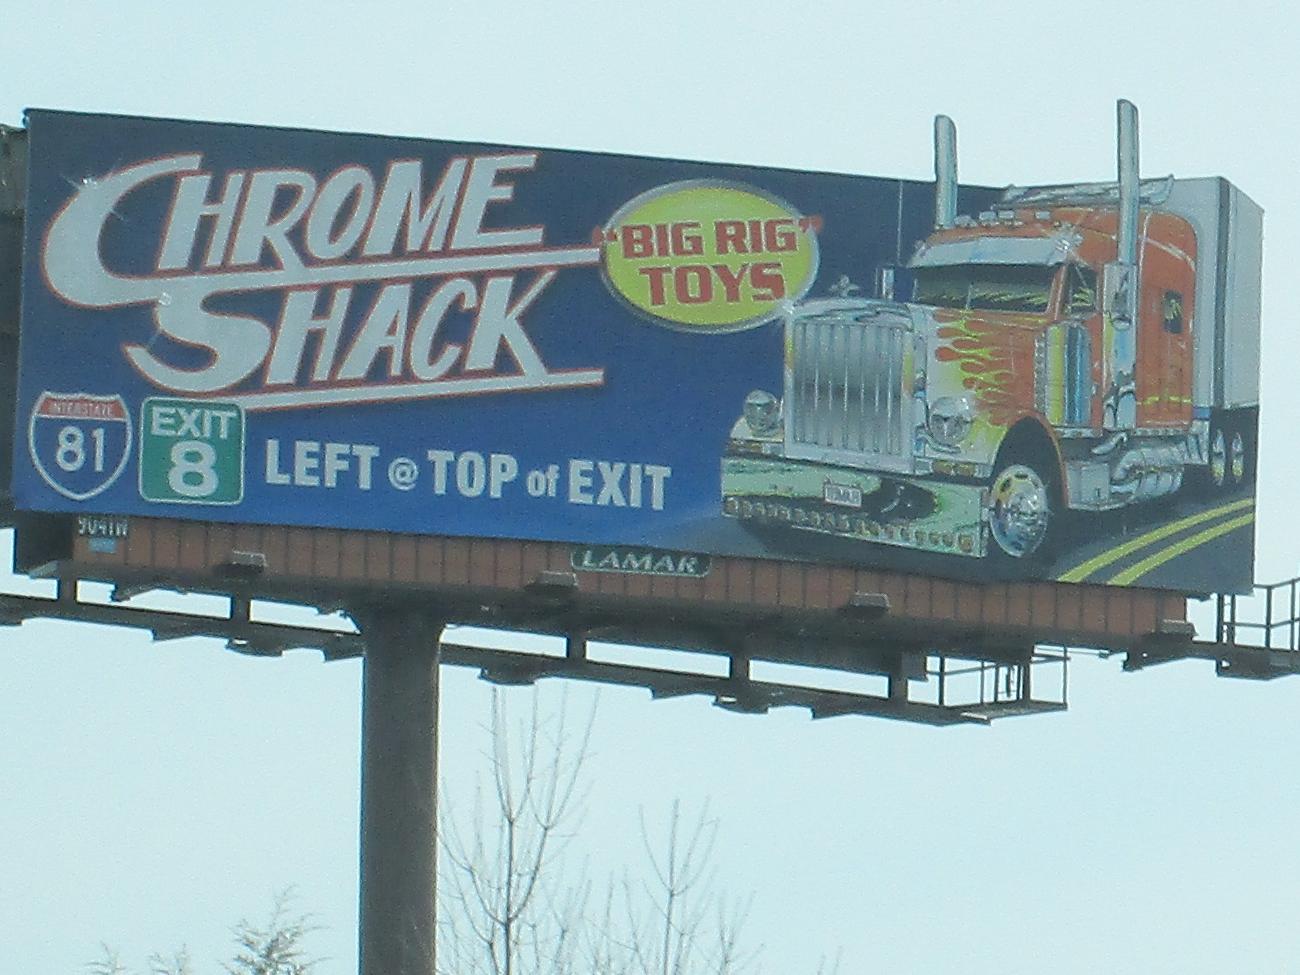 CHROME
SHACK
"BIG RIG"
TOYS
INTERSTATE
81
EXIT
8
LEFT @ TOP of EXIT
LAMAR